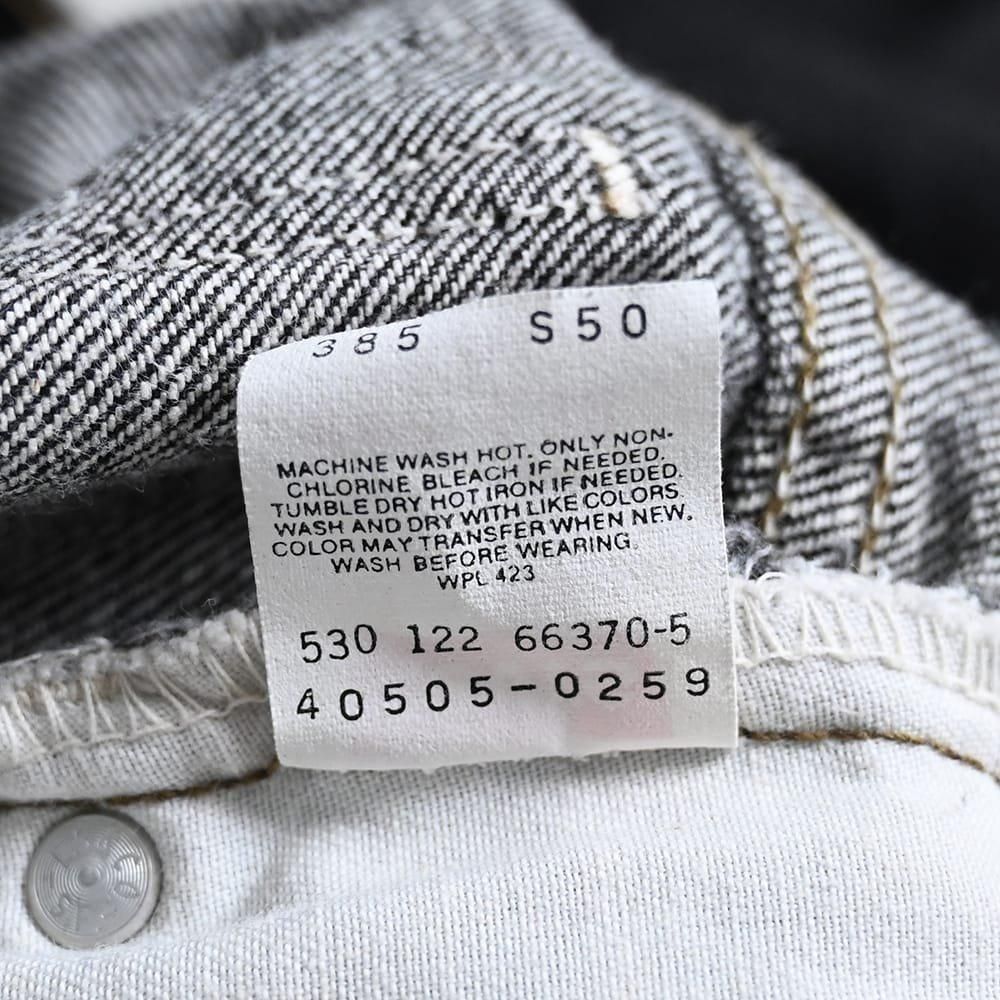 385 S50
MACHINE WASH HOT. ONLY NON-
CHLORINE BLEACH IF NEEDED.
TUMBLE DRY HOT IRON IF NEEDED.
WASH AND DRY WITH LIKE COLORS.
COLOR MAY TRANSFER WHEN NEW.
WASH BEFORE WEARING.
WPL 423
530 122 66370-5
40505-0259